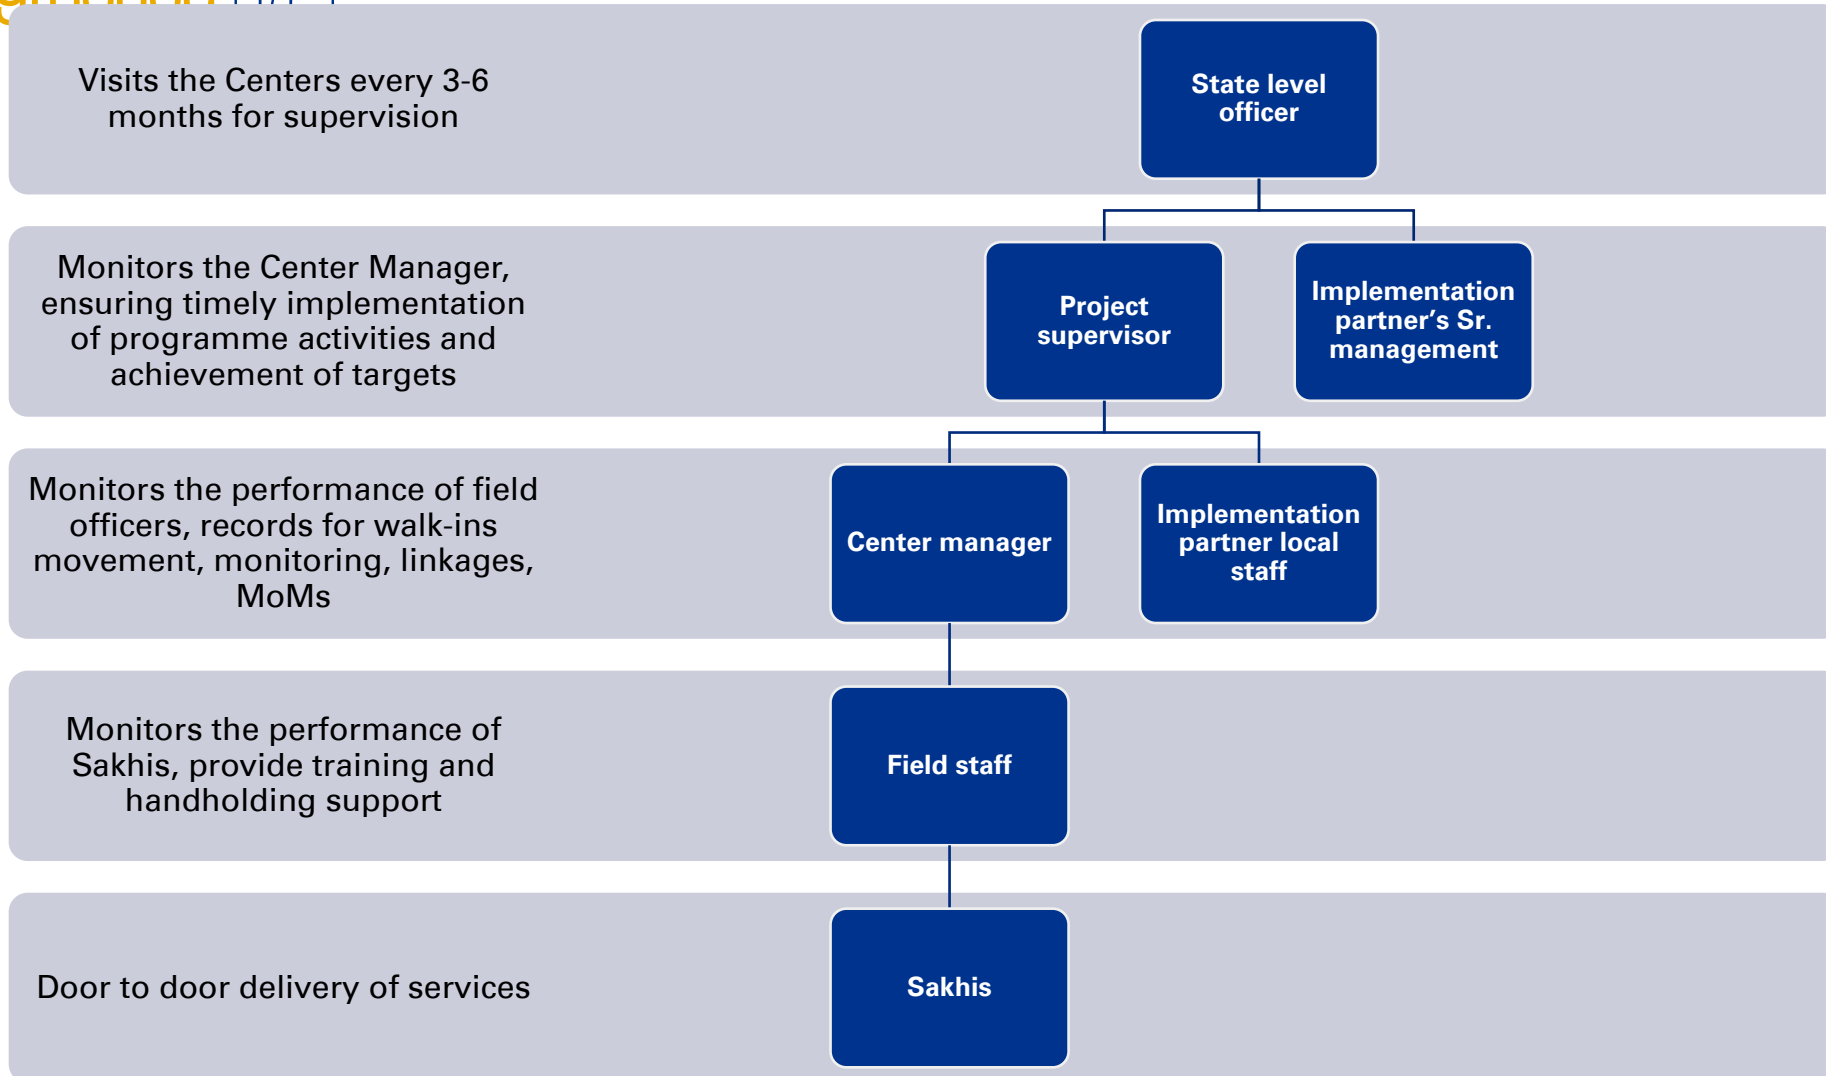 Visits the Centers every 3-6
months for supervision
State level
officer
Monitors the Center Manager,
ensuring timely implementation
of programme activities and
achievement of targets
Project
supervisor
Implementation
partner’s Sr.
management
Monitors the performance of field
officers, records for walk-ins
movement, monitoring, linkages,
MoMs
Center manager
Implementation
partner local
staff
Monitors the performance of
Sakhis, provide training and
handholding support
Field staff
Door to door delivery of services
Sakhis